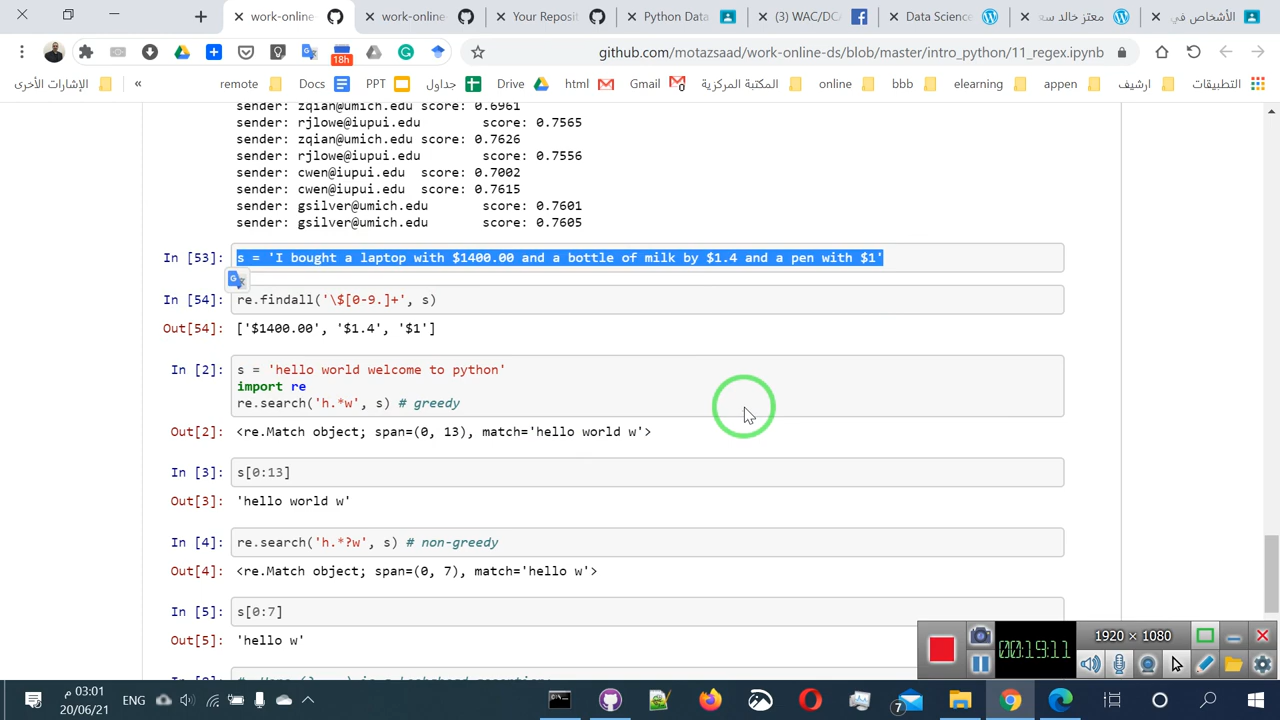 work-online
work-online
Your Reposit
Python Data
(3) WAC/DC
Data Science
معتز خالد سع
الأشخاص في
github.com/motazsaad/work-online-ds/blob/master/intro_python/11_regex.ipynb
18h
الإشارات الأخرى
«
remote
Docs
PPT
جداول
Drive
html
Gmail
المكتبة المركزية
online
ارشيف
bbb
elearning
appen
التطبيقات
sender: zqian@umich.edu score: 0.6961
sender: rjlowe@iupui.edu score: 0.7565
sender: zqian@umich.edu score: 0.7626
sender: rjlowe@iupui.edu score: 0.7556
sender: cwen@iupui.edu score: 0.7002
sender: cwen@iupui.edu score: 0.7615
sender: gsilver@umich.edu score: 0.7601
sender: gsilver@umich.edu score: 0.7605
In [53]: s = 'I bought a laptop with $1400.00 and a bottle of milk by $1.4 and a pen with $1'
In [54]: re.findall('\$[0-9.]+', s)
Out[54]: ['$1400.00', '$1.4', '$1']
In [2]: s = 'hello world welcome to python'
import re
re.search('h.*w', s) # greedy
Out[2]: <re.Match object; span=(0, 13), match='hello world w'>
In [3]: s[0:13]
Out[3]: 'hello world w'
In [4]: re.search('h.*?w', s) # non-greedy
Out[4]: <re.Match object; span=(0, 7), match='hello w'>
In [5]: s[0:7]
Out[5]: 'hello w'
00:19:11
1920 × 1080
03:01 م
20/06/21
ENG
7